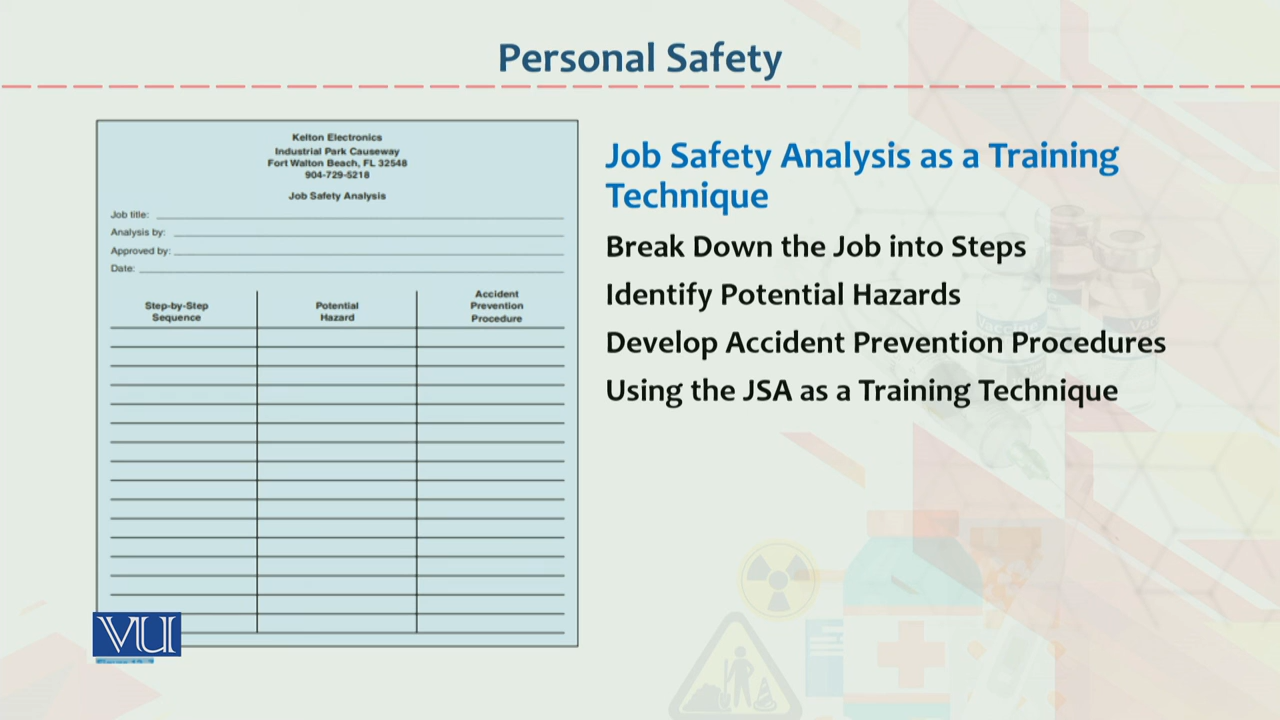 Personal Safety
Kelton Electronics
Industrial Park Causeway
Fort Walton Beach, FL 32548
904-729-5218
Job Safety Analysis
Job title:
Analysis by:
Approved by:
Date:
Step-by-Step
Sequence
Potential
Hazard
Accident
Prevention
Procedure
Job Safety Analysis as a Training
Technique
Break Down the Job into Steps
Identify Potential Hazards
Develop Accident Prevention Procedures
Using the JSA as a Training Technique
Vaccine
VU